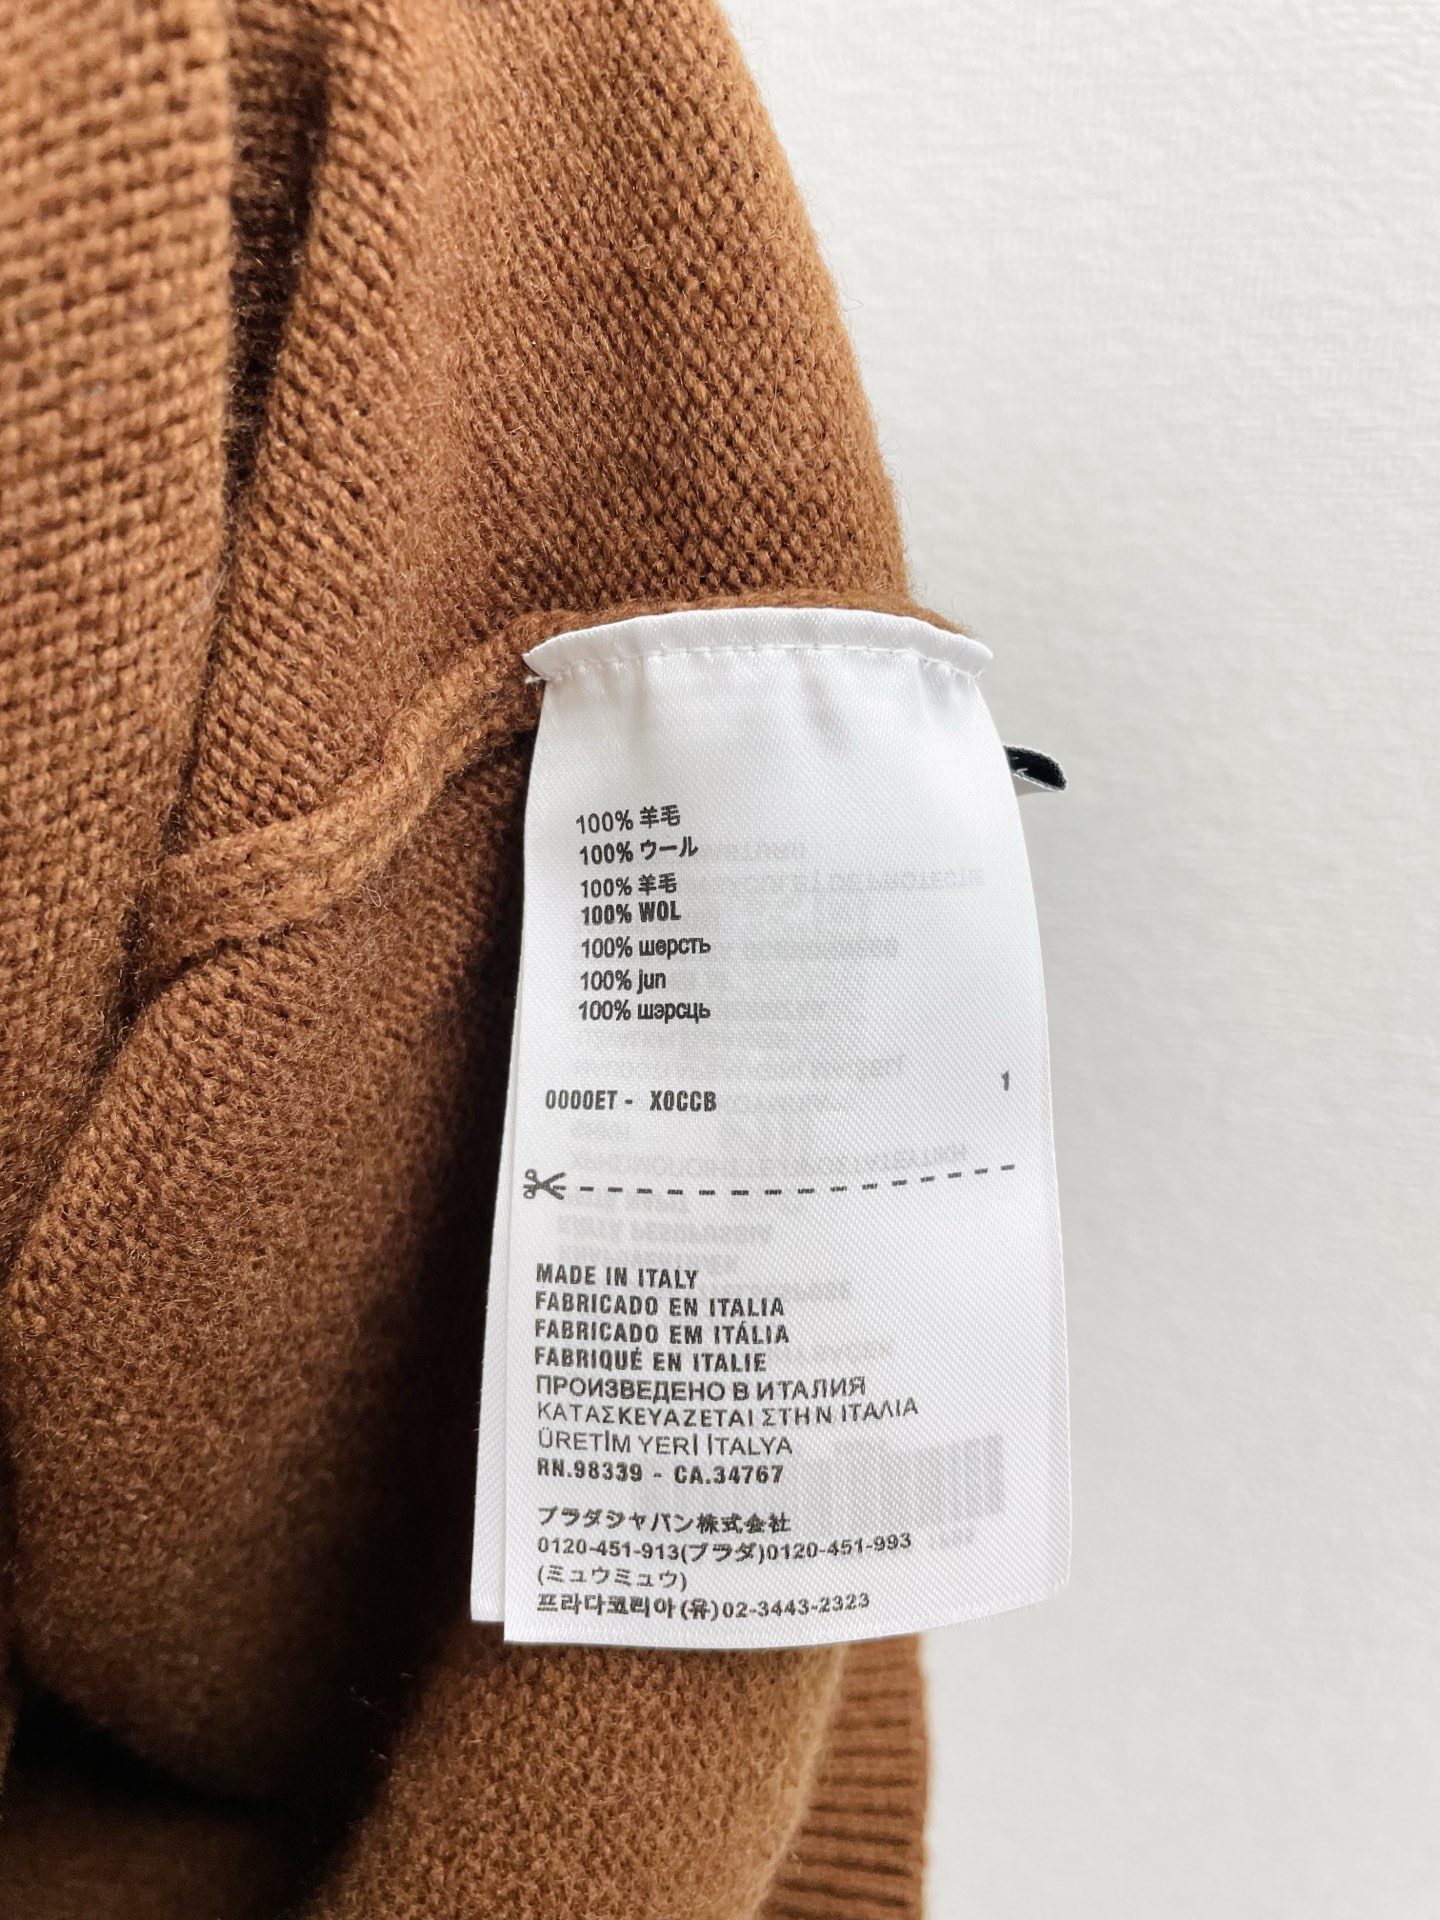 100% 羊毛
100% ウール
100% 羊毛
100% WOL
100% шерсть
100% jun
100% шэрсць
1
0000ET - X0CCB
MADE IN ITALY
FABRICADO EN ITALIA
FABRICADO EM ITÁLIA
FABRIQUÉ EN ITALIE
ПРОИЗВЕДЕНО В ИТАЛИЯ
ΚΑΤΑΣΚΕΥΑΖΕΤΑΙ ΣΤΗΝ ΙΤΑΛΙΑ
ÜRETİM YERİ İTALYA
RN.98339 - CA.34767
プラダジャパン株式会社
0120-451-913(プラダ)0120-451-993
(ミュウミュウ)
프라다코리아(유)02-3443-2323